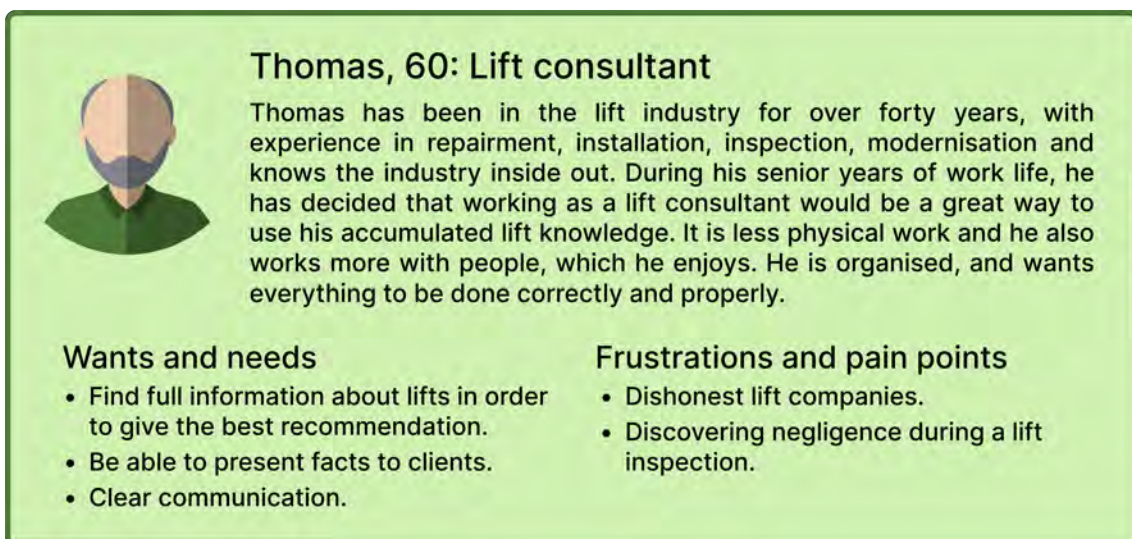 Thomas, 60: Lift consultant
Thomas has been in the lift industry for over forty years, with
experience in repairment, installation, inspection, modernisation and
knows the industry inside out. During his senior years of work life, he
has decided that working as a lift consultant would be a great way to
use his accumulated lift knowledge. It is less physical work and he also
works more with people, which he enjoys. He is organised, and wants
everything to be done correctly and properly.
Wants and needs
• Find full information about lifts in order
to give the best recommendation.
• Be able to present facts to clients.
• Clear communication.
Frustrations and pain points
• Dishonest lift companies.
• Discovering negligence during a lift
inspection.